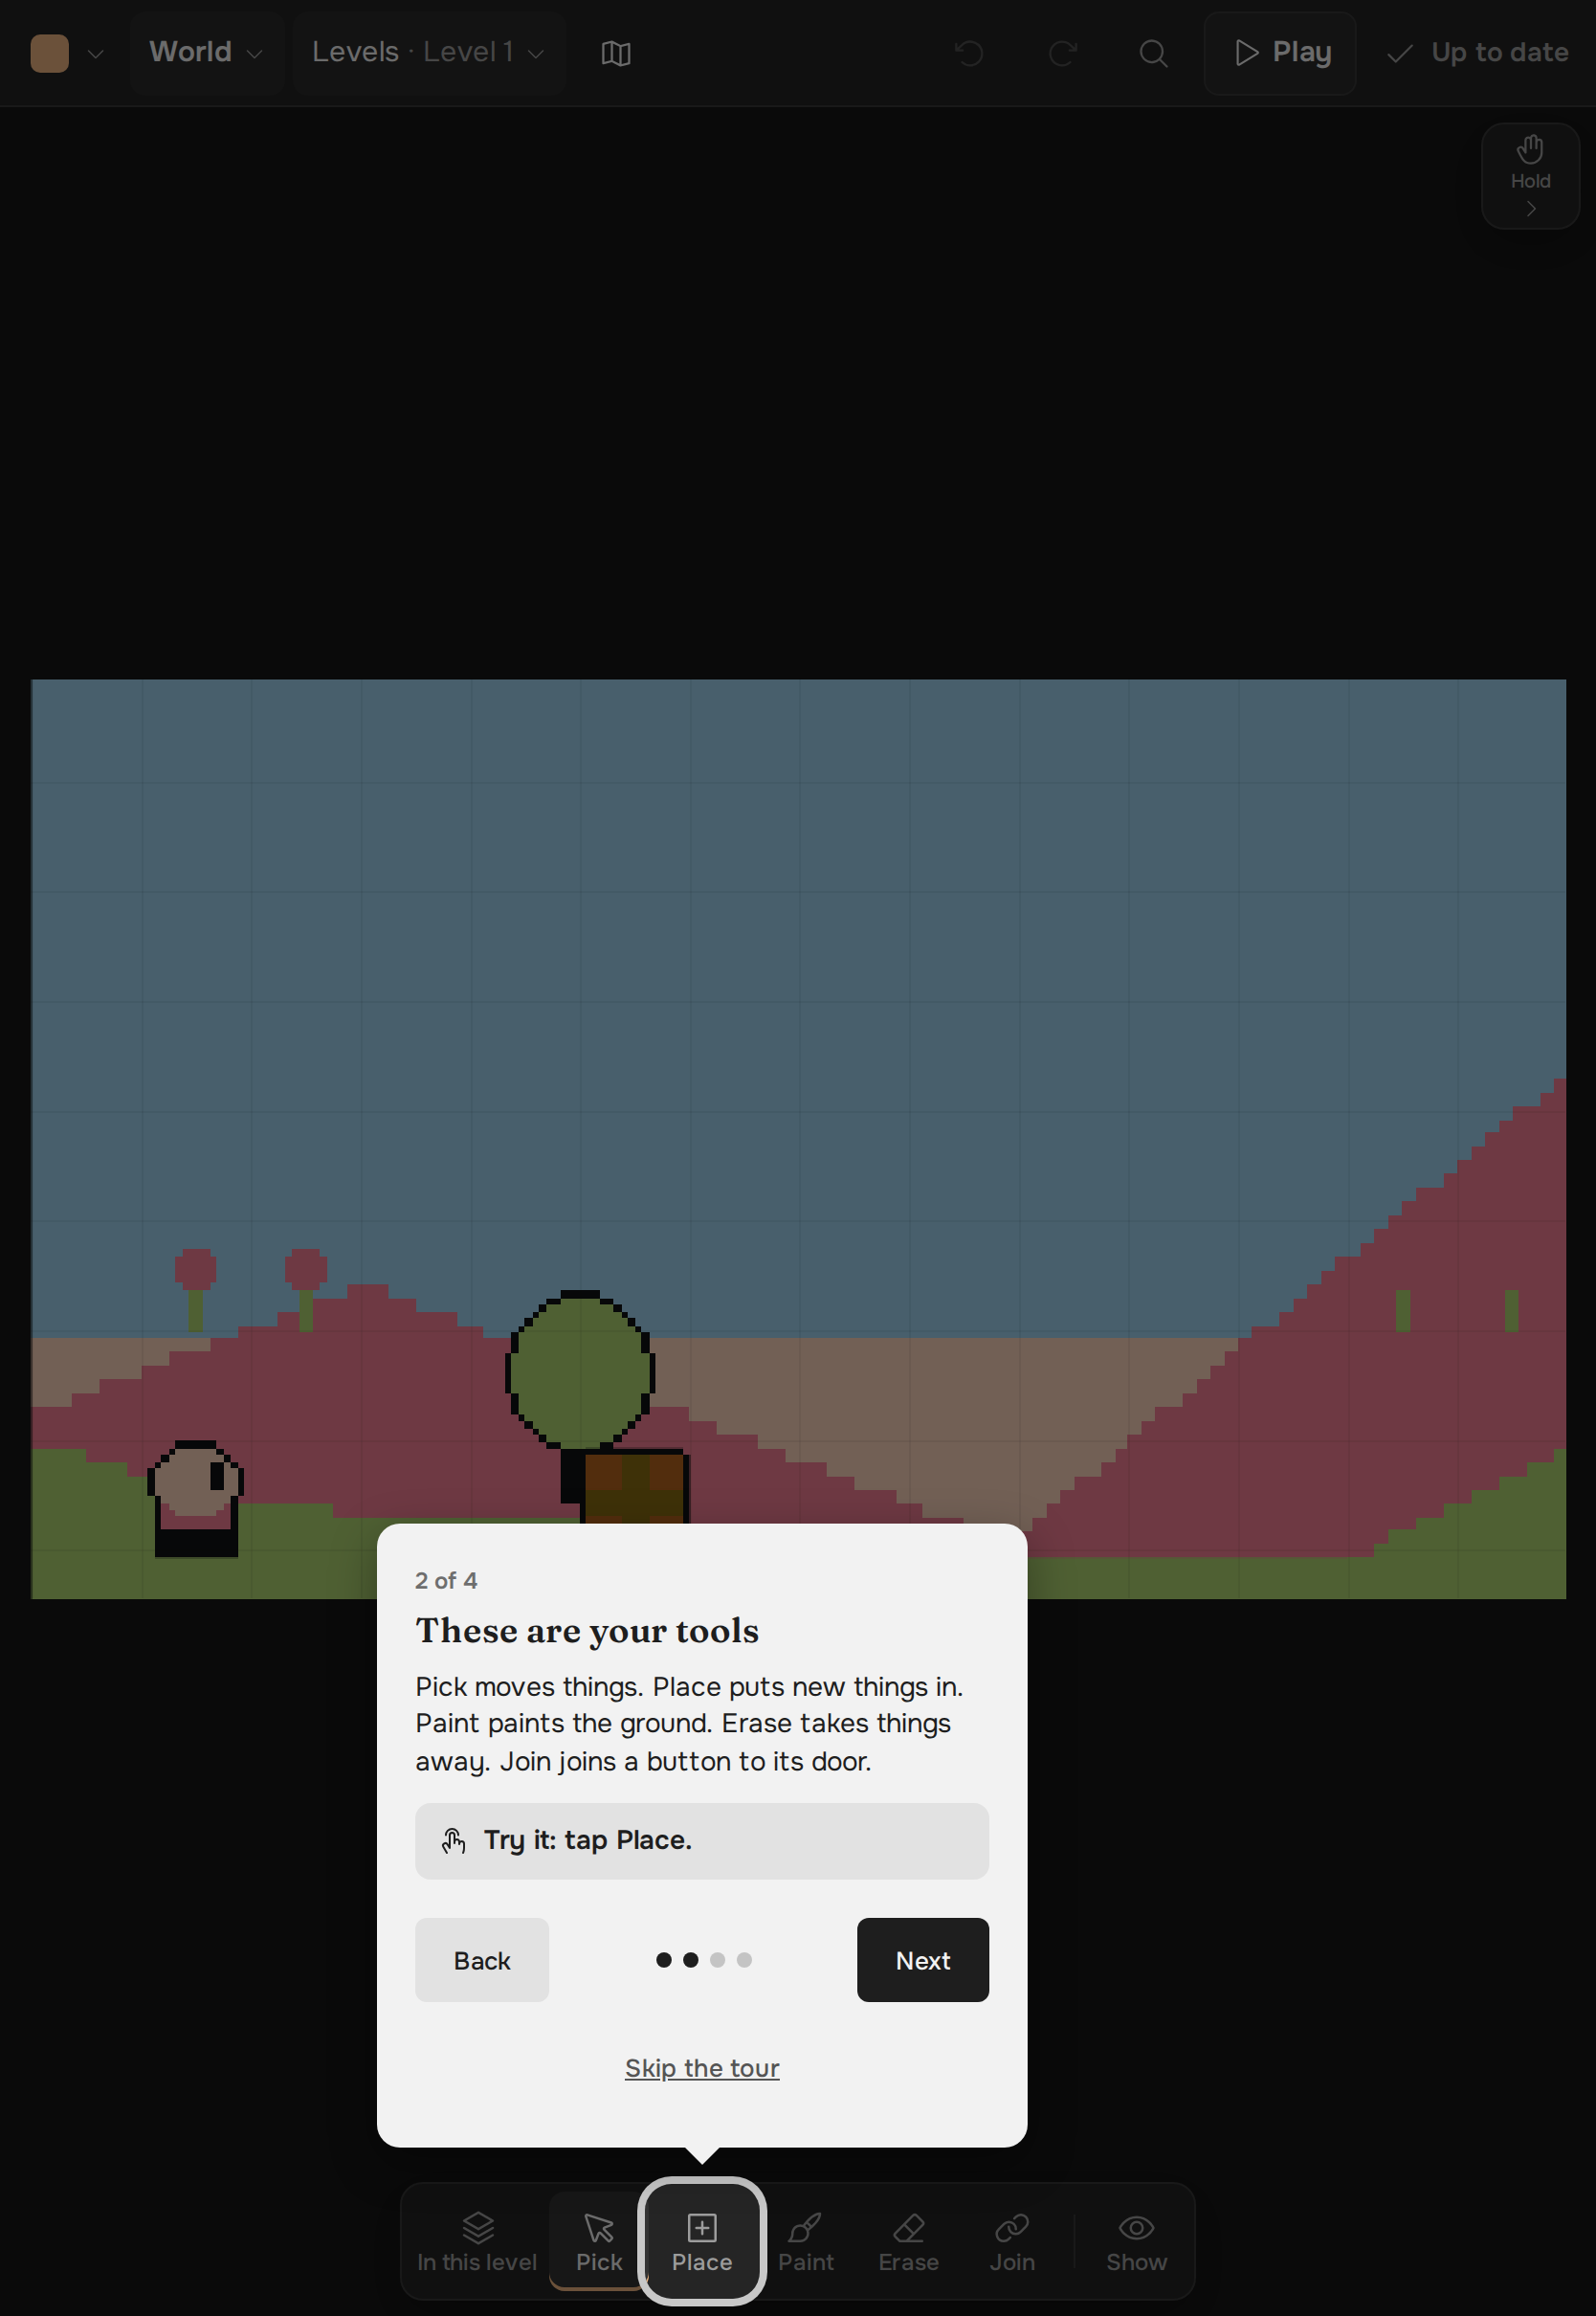 World
Levels · Level 1
Play
Up to date
Hold
2 of 4
These are your tools
Pick moves things. Place puts new things in.
Paint paints the ground. Erase takes things
away. Join joins a button to its door.
Try it: tap Place.
Back
Next
Skip the tour
In this level
Pick
Place
Paint
Erase
Join
Show